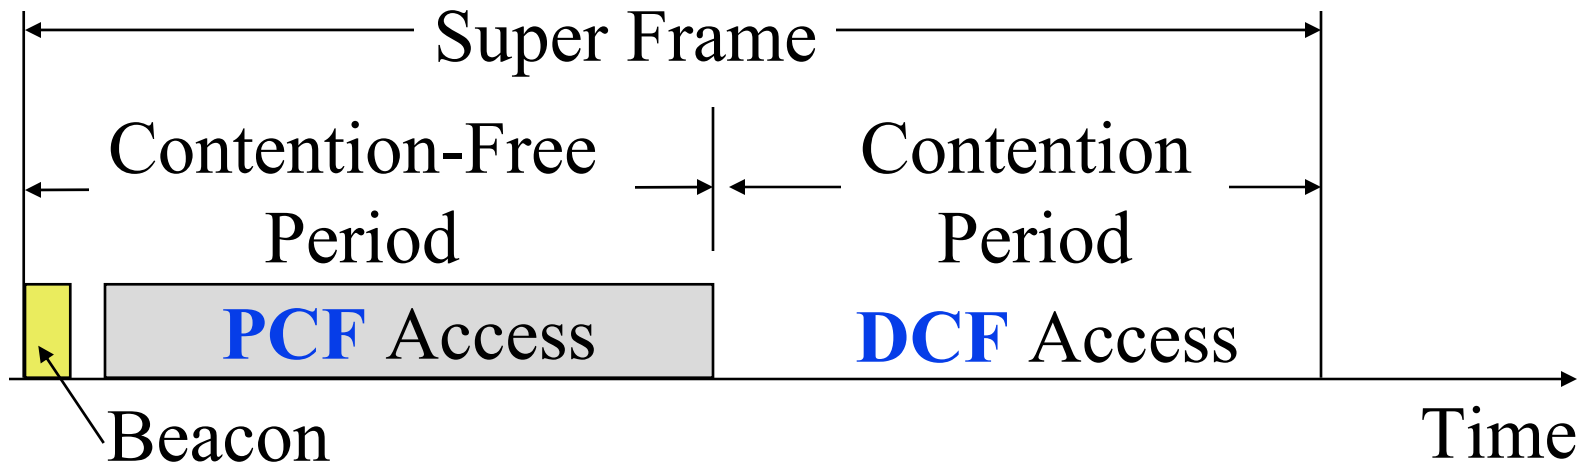 Super Frame
Contention-Free
Period
Contention
Period
PCF Access
DCF Access
Beacon
Time